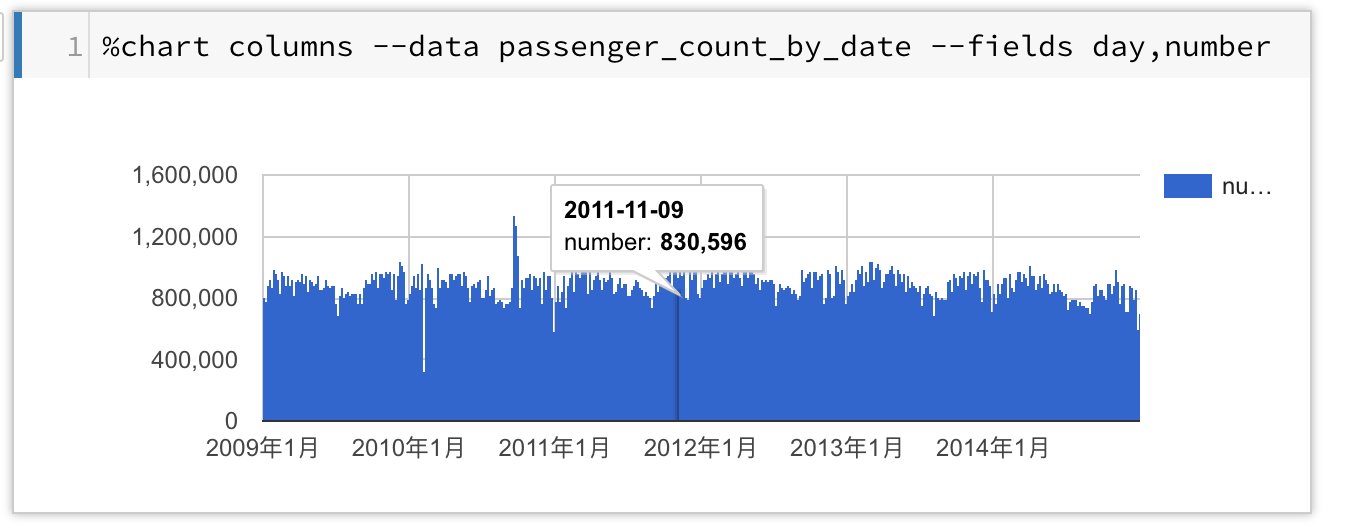 1 %chart columns --data passenger_count_by_date --fields day,number
1,600,000
1,200,000
800,000
400,000
0
2011-11-09
number: 830,596
nu...
2009年1月 2010年1月 2011年1月 2012年1月 2013年1月 2014年1月